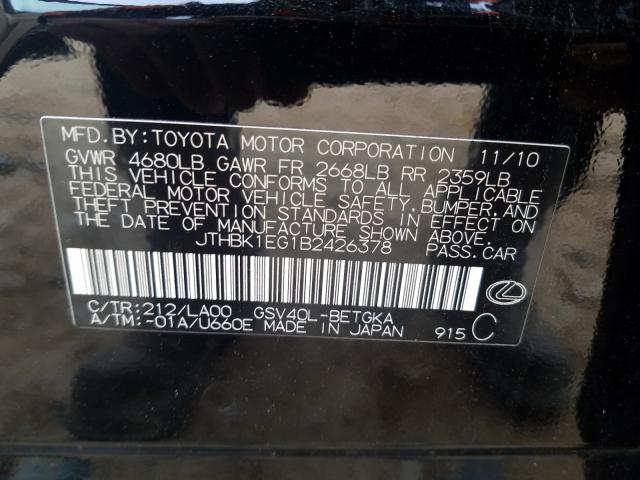 MFD.BY:TOYOTA MOTOR CORPORATION 11/10
GVWR 4680LB GAWR FR 2668LB RR 2359LB
THIS VEHICLE CONFORMS TO ALL APPLICABLE
FEDERAL MOTOR VEHICLE SAFETY,BUMPER,AND
THEFT PREVENTION STANDARDS IN EFFECT ON
THE DATE OF MANUFACTURE SHOWN ABOVE.
JTHBK1EG1B2426378 PASS.CAR
C/TR:212/LA00 GSV40L-BETGKA
A/TM:-01A/U660E MADE IN JAPAN 915 C